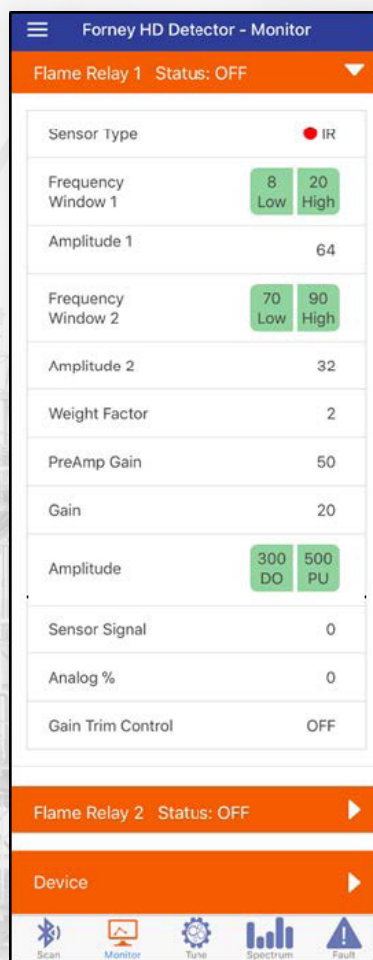 Forney HD Detector - Monitor
Flame Relay 1 Status: OFF
Sensor Type IR
Frequency Window 1
8 Low 20 High
Amplitude 1 64
Frequency Window 2
70 Low 90 High
Amplitude 2 32
Weight Factor 2
PreAmp Gain 50
Gain 20
Amplitude 300 DO 500 PU
Sensor Signal 0
Analog % 0
Gain Trim Control OFF
Flame Relay 2 Status: OFF
Device
Scan Monitor Tune Spectrum Fault